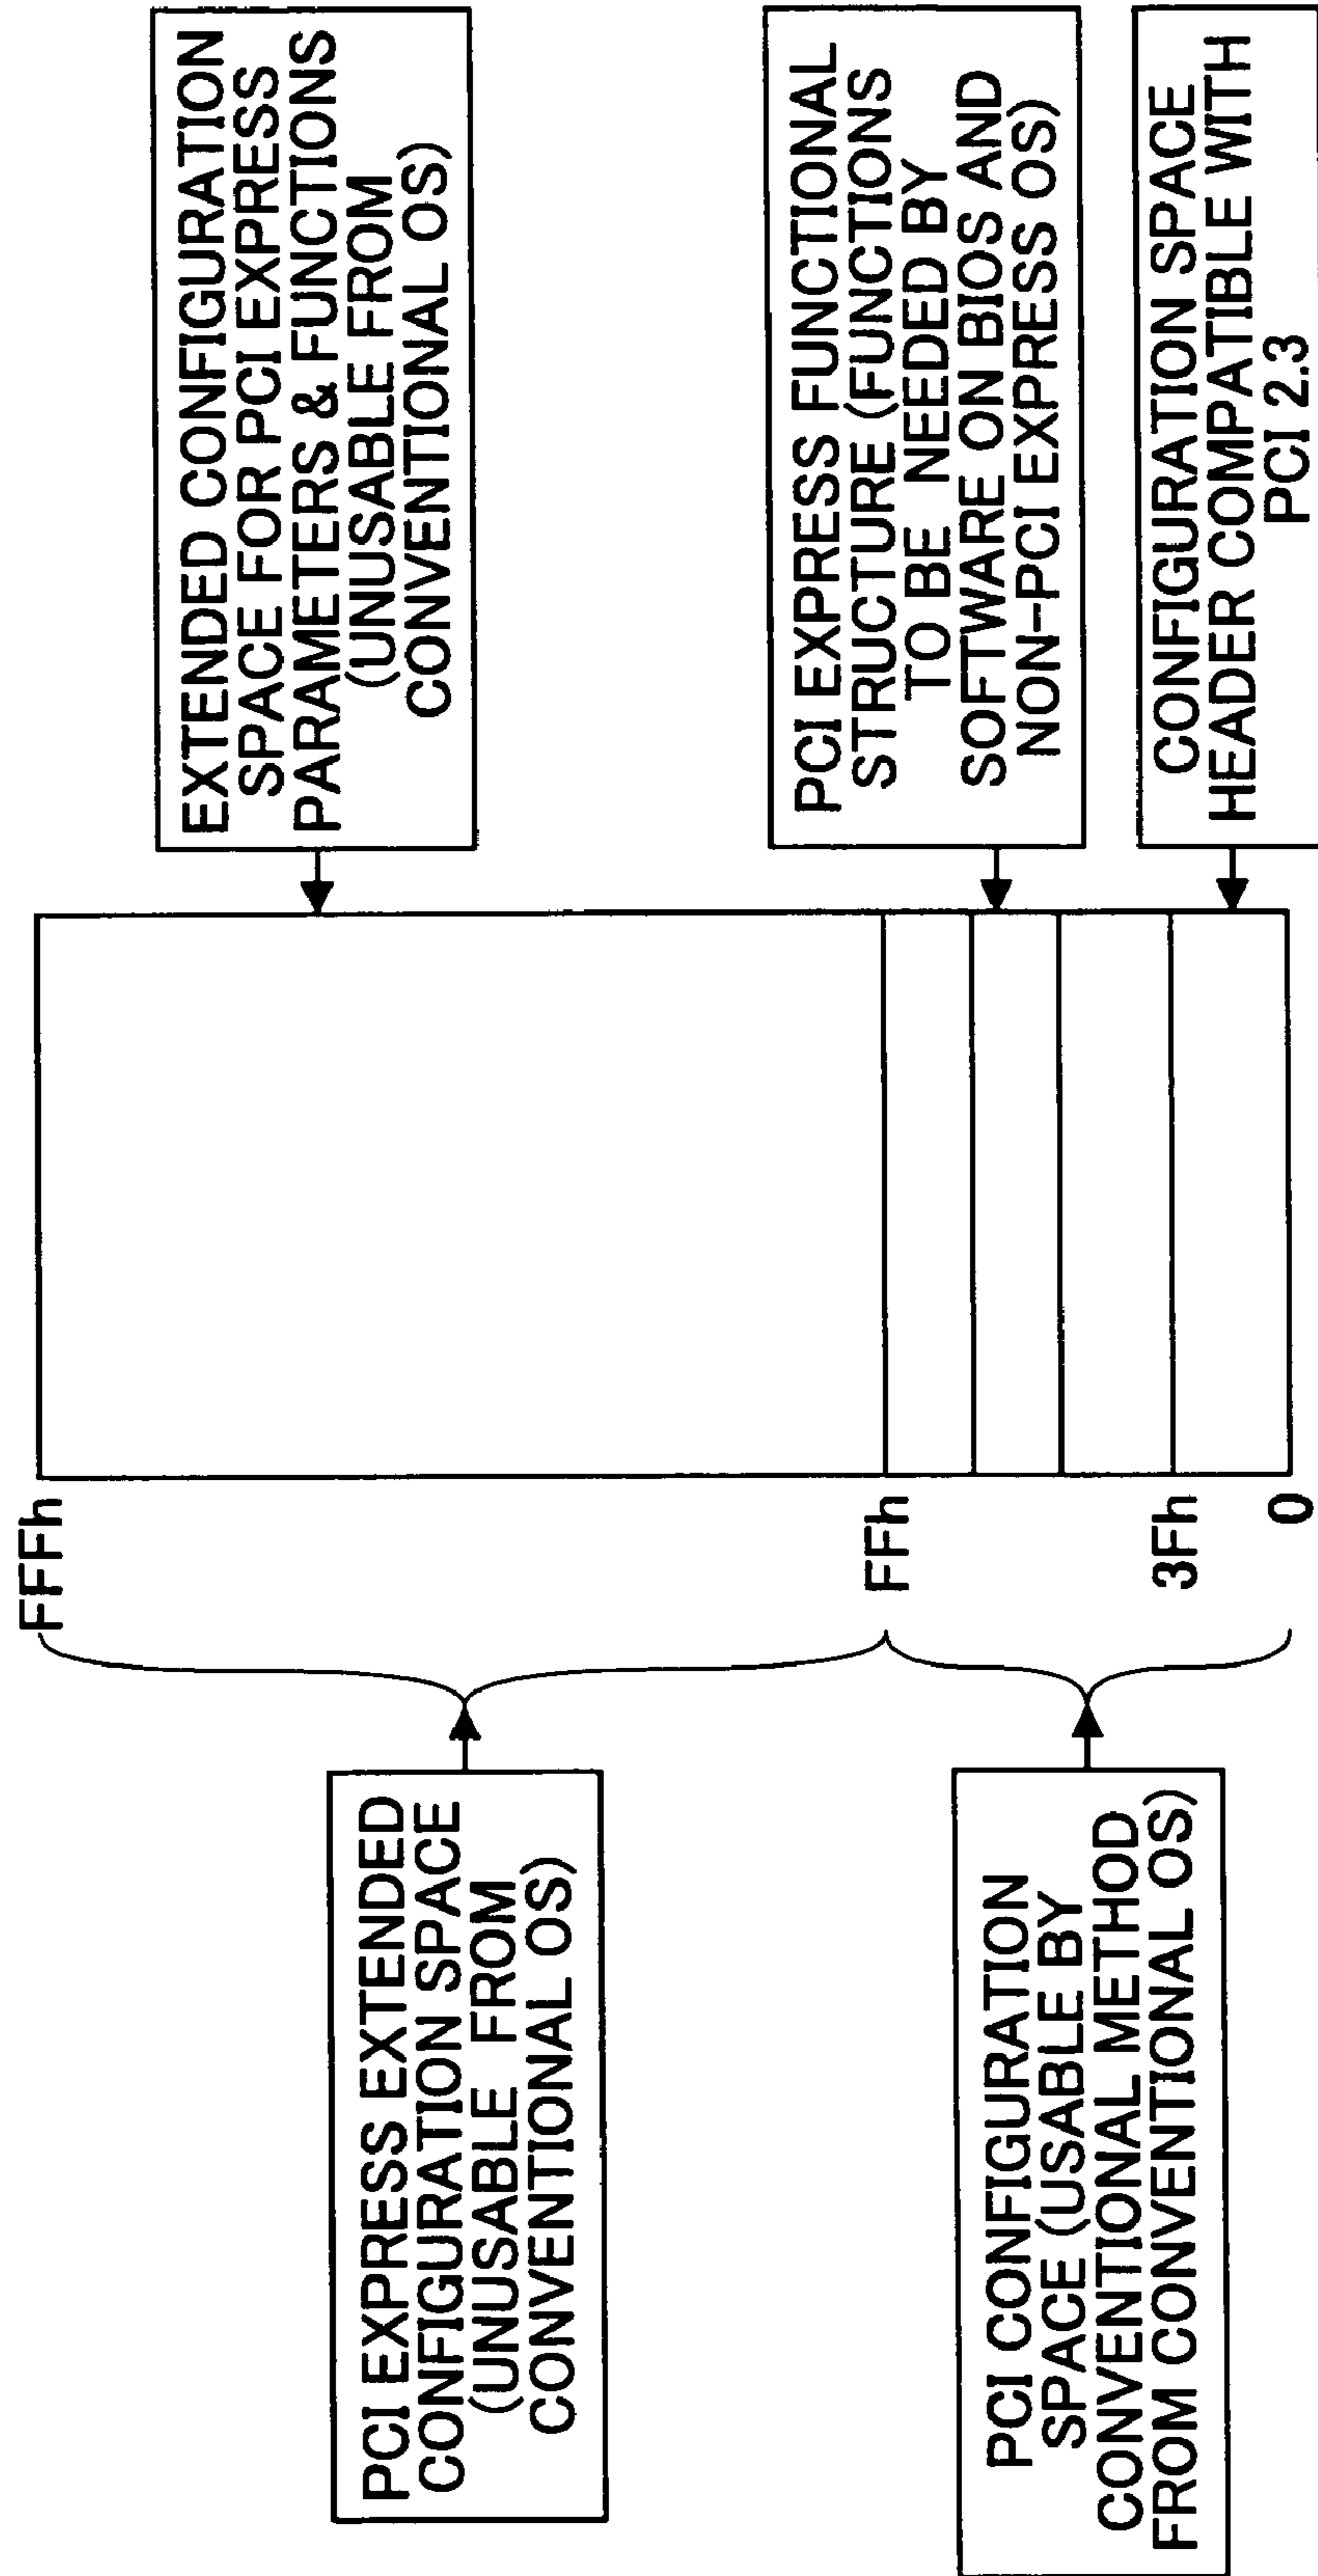 PCI EXPRESS EXTENDED
CONFIGURATION SPACE
(UNUSABLE FROM
CONVENTIONAL OS)
PCI CONFIGURATION
SPACE (USABLE BY
CONVENTIONAL METHOD
FROM CONVENTIONAL OS)
FFFh
FFh
3Fh
0
EXTENDED CONFIGURATION
SPACE FOR PCI EXPRESS
PARAMETERS & FUNCTIONS
(UNUSABLE FROM
CONVENTIONAL OS)
PCI EXPRESS FUNCTIONAL
STRUCTURE (FUNCTIONS
TO BE NEEDED BY
SOFTWARE ON BIOS AND
NON-PCI EXPRESS OS)
CONFIGURATION SPACE
HEADER COMPATIBLE WITH
PCI 2.3